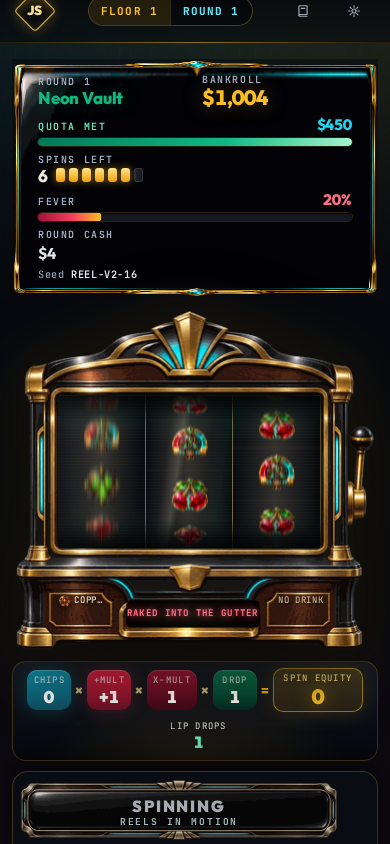 JS
FLOOR 1
ROUND 1
ROUND 1
BANKROLL
Neon Vault
$1,004
QUOTA MET
$450
SPINS LEFT
6
FEVER
20%
ROUND CASH
$4
Seed REEL-V2-16
COPP…
RAKED INTO THE GUTTER
NO DRINK
CHIPS
0
×
+MULT
+1
×
X-MULT
1
×
DROP
1
=
SPIN EQUITY
0
LIP DROPS
1
SPINNING
REELS IN MOTION